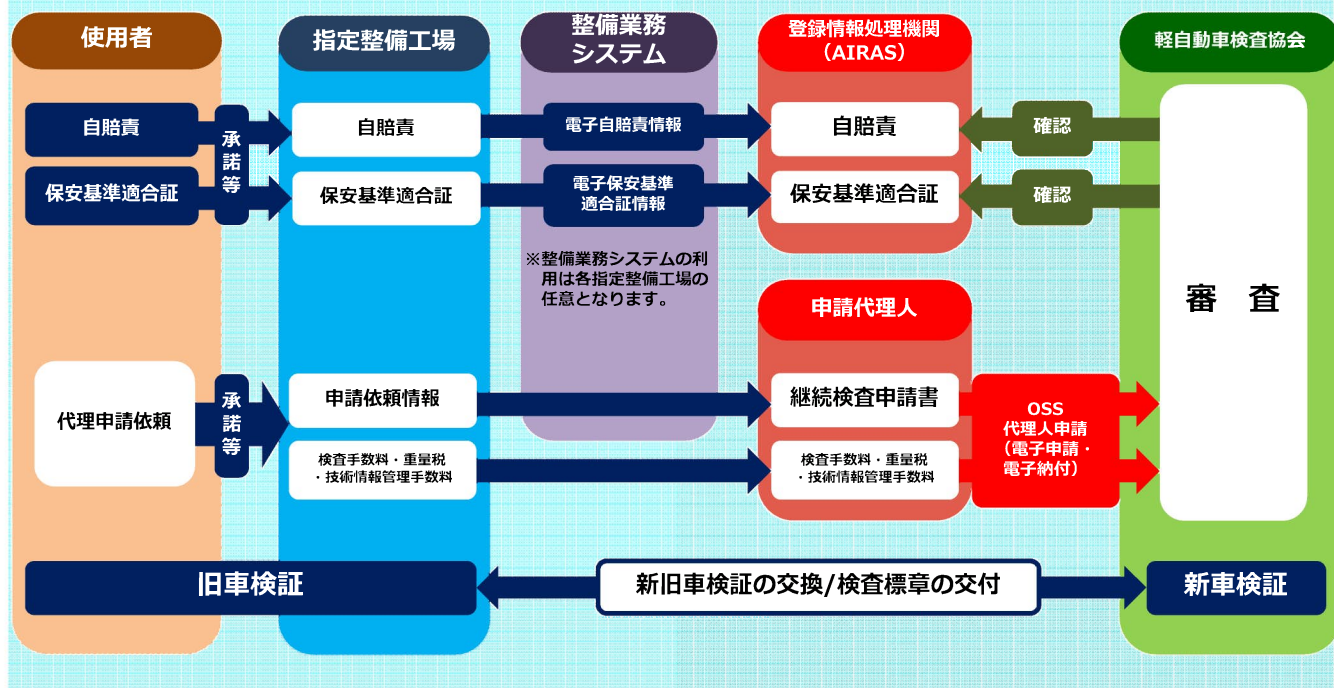 使用者
指定整備工場
整備業務
システム
登録情報処理機関
（AIRAS）
軽自動車検査協会
自賠責
承諾等
自賠責
電子自賠責情報
自賠責
確認
保安基準適合証
保安基準適合証
電子保安基準
適合証情報
保安基準適合証
確認
※整備業務システムの利
用は各指定整備工場の
任意となります。
申請代理人
審　査
代理申請依頼
承諾等
申請依頼情報
継続検査申請書
OSS
代理人申請
（電子申請・
電子納付）
検査手数料・重量税
・技術情報管理手数料
検査手数料・重量税
・技術情報管理手数料
旧車検証
新旧車検証の交換/検査標章の交付
新車検証